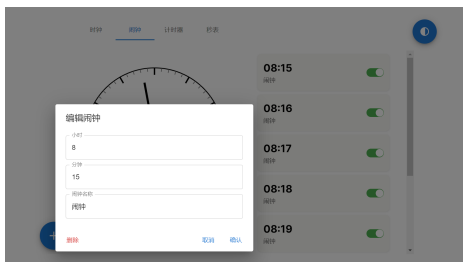 时钟 闹钟 计时器 秒表
08:15
闹钟
08:16
闹钟
08:17
闹钟
08:18
闹钟
08:19
闹钟
编辑闹钟
小时
8
分钟
15
闹钟名称
闹钟
删除 取消 确认